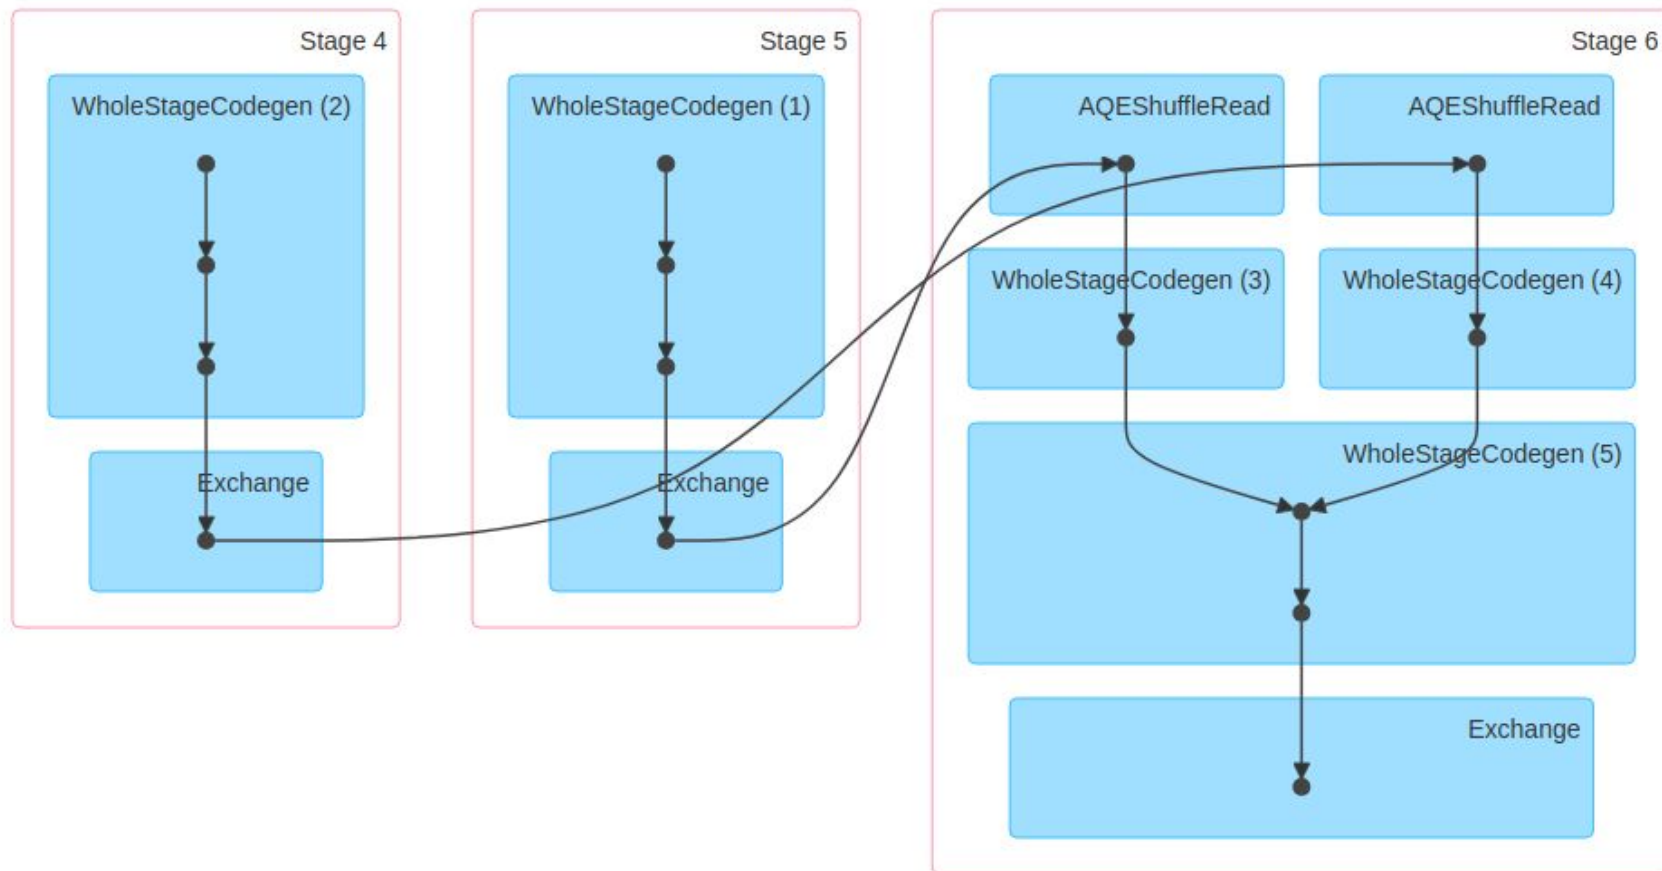 Stage 4
WholeStageCodegen (2)
Exchange
Stage 5
WholeStageCodegen (1)
Exchange
Stage 6
AQEShuffleRead
AQEShuffleRead
WholeStageCodegen (3)
WholeStageCodegen (4)
WholeStageCodegen (5)
Exchange